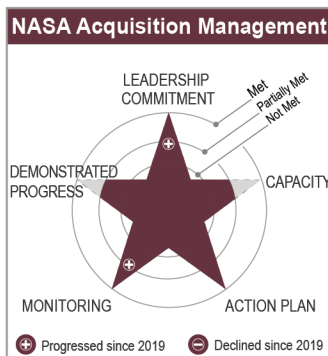 NASA Acquisition Management
LEADERSHIP
COMMITMENT
Met
Partially Met
Not Met
DEMONSTRATED
PROGRESS
CAPACITY
MONITORING
ACTION PLAN
Progressed since 2019
Declined since 2019